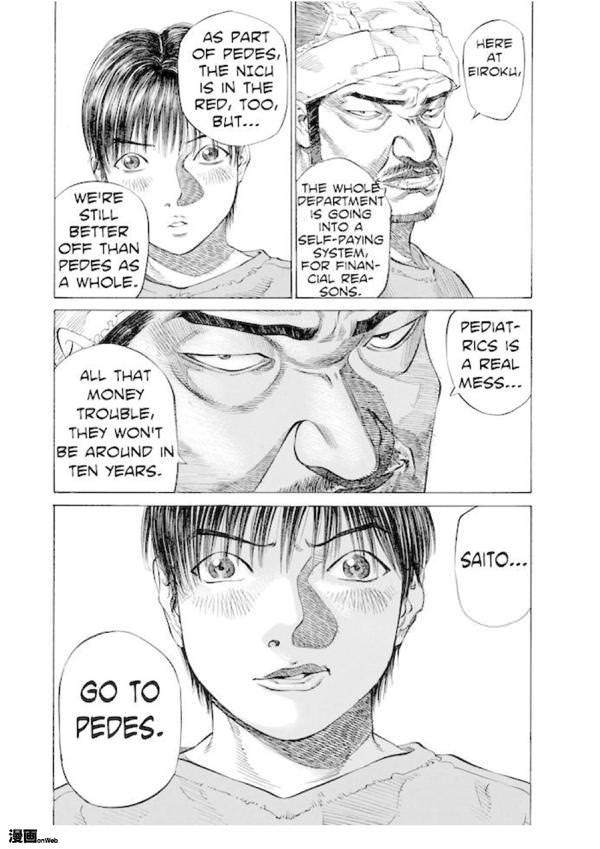 HERE
AT
EIROKU,
THE WHOLE
DEPARTMENT
IS GOING
INTO A
SELF-PAYING
SYSTEM,
FOR FINAN-
CIAL REA-
SONS.
AS PART
OF PEDES,
THE NICU
IS IN THE
RED, TOO,
BUT...
WE'RE
STILL
BETTER
OFF THAN
PEDES AS
A WHOLE.
PEDIAT-
RICS IS
A REAL
MESS...
ALL THAT
MONEY
TROUBLE,
THEY WON'T
BE AROUND IN
TEN YEARS.
SAITO...
GO TO
PEDES.
漫画onWeb